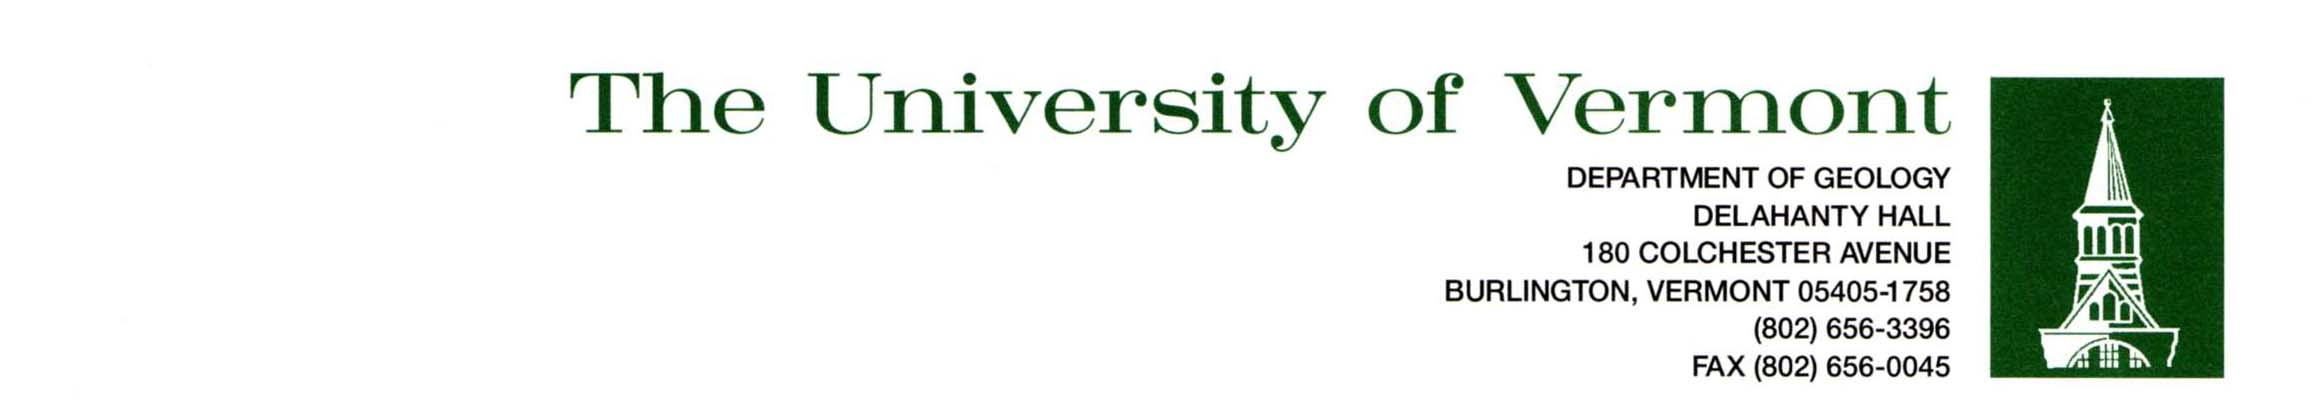 The University of Vermont
DEPARTMENT OF GEOLOGY
DELAHANTY HALL
180 COLCHESTER AVENUE
BURLINGTON, VERMONT 05405-1758
(802) 656-3396
FAX (802) 656-0045